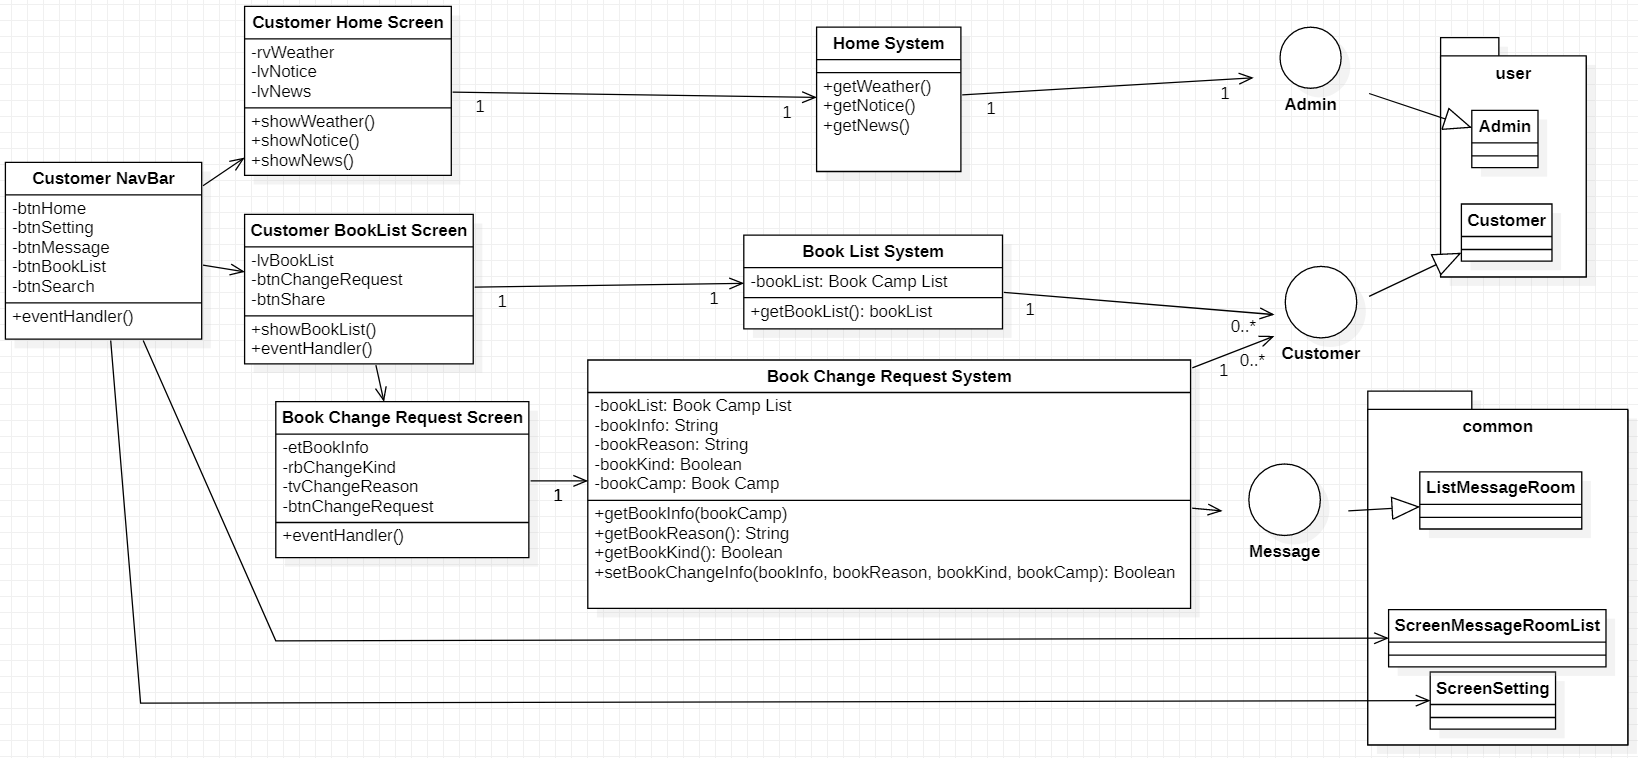 Customer Home Screen
-rvWeather
-lvNotice
-lvNews
+showWeather()
+showNotice()
+showNews()
1
1
Home System
+getWeather()
+getNotice()
+getNews()
1
1
Admin
user
Admin
Customer
Customer NavBar
-btnHome
-btnSetting
-btnMessage
-btnBookList
-btnSearch
+eventHandler()
Customer BookList Screen
-lvBookList
-btnChangeRequest
-btnShare
+showBookList()
+eventHandler()
1
1
Book List System
-bookList: Book Camp List
+getBookList(): bookList
1
0..*
Customer
Book Change Request Screen
-etBookInfo
-rbChangeKind
-tvChangeReason
-btnChangeRequest
+eventHandler()
1
Book Change Request System
-bookList: Book Camp List
-bookInfo: String
-bookReason: String
-bookKind: Boolean
-bookCamp: Book Camp
+getBookInfo(bookCamp)
+getBookReason(): String
+getBookKind(): Boolean
+setBookChangeInfo(bookInfo, bookReason, bookKind, bookCamp): Boolean
1
0..*
Message
common
ListMessageRoom
ScreenMessageRoomList
ScreenSetting